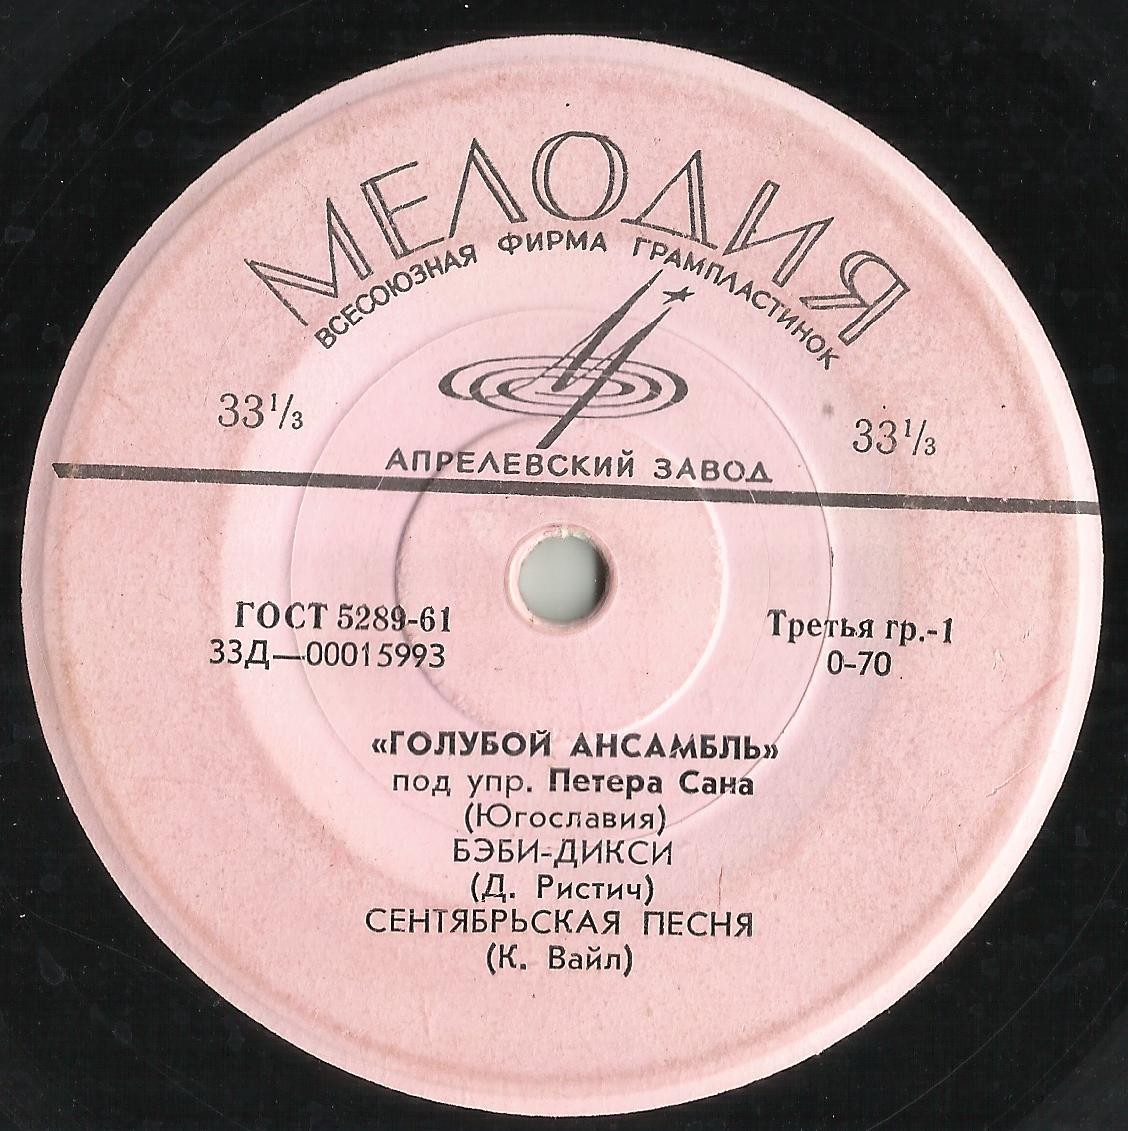 МЕЛОДИЯ
ВСЕСОЮЗНАЯ ФИРМА ГРАМПЛАСТИНОК
33 1/3
33 1/3
АПРЕЛЕВСКИЙ ЗАВОД
ГОСТ 5289-61
33Д—00015993
Третья гр.-1
0-70
«ГОЛУБОЙ АНСАМБЛЬ»
под упр. Петера Сана
(Югославия)
БЭБИ-ДИКСИ
(Д. Ристич)
СЕНТЯБРЬСКАЯ ПЕСНЯ
(К. Вайл)